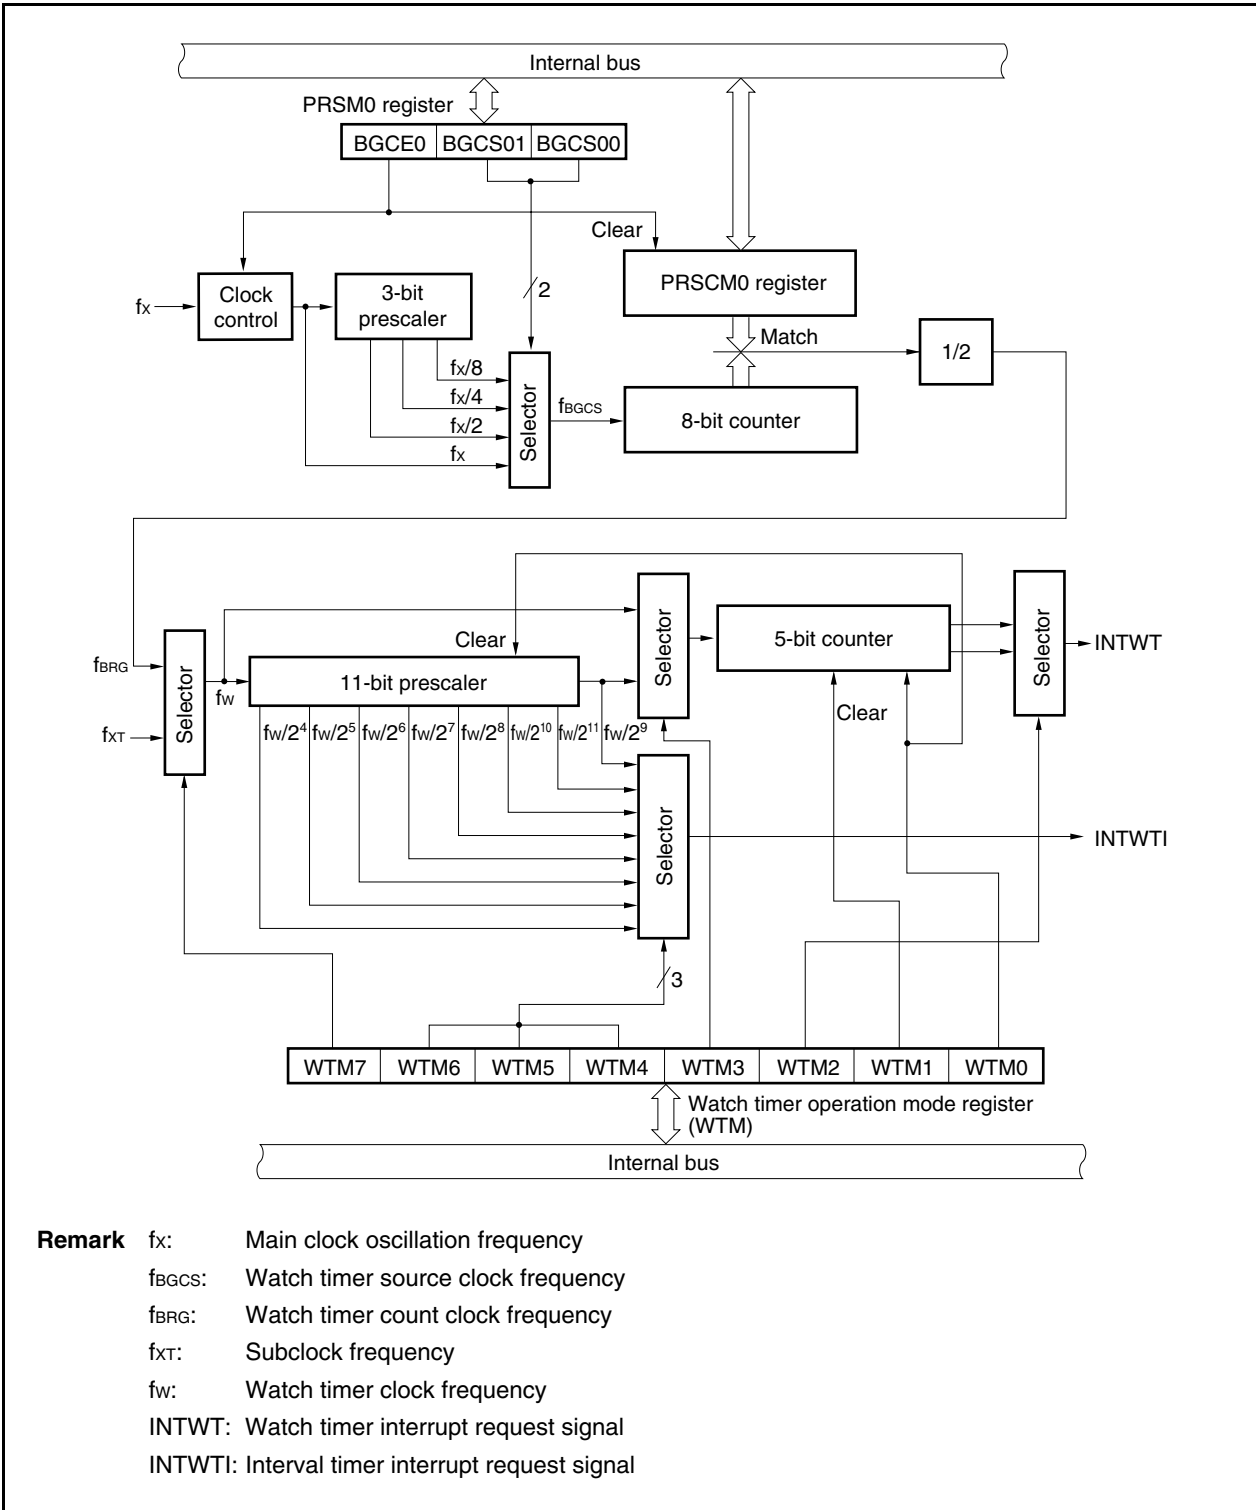 Internal bus
PRSM0 register
BGCE0 BGCS01 BGCS00
Clear
2
PRSCM0 register
fX
Clock
control
3-bit
prescaler
Match
1/2
fX/8
fX/4
fX/2
fX
Selector
fBGCS
8-bit counter
Selector
Clear
5-bit counter
Selector
INTWT
fBRG
Selector
fW
11-bit prescaler
Clear
fXT
fW/2⁴ fW/2⁵ fW/2⁶ fW/2⁷ fW/2⁸ fW/2¹⁰ fW/2¹¹ fW/2⁹
Selector
INTWTI
3
WTM7 WTM6 WTM5 WTM4 WTM3 WTM2 WTM1 WTM0
Watch timer operation mode register
(WTM)
Internal bus
Remark fX: Main clock oscillation frequency
fBGCS: Watch timer source clock frequency
fBRG: Watch timer count clock frequency
fXT: Subclock frequency
fW: Watch timer clock frequency
INTWT: Watch timer interrupt request signal
INTWTI: Interval timer interrupt request signal